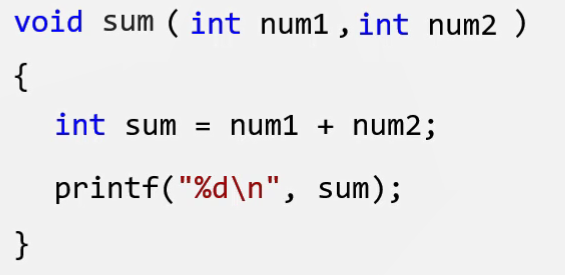 void sum ( int num1 , int num2 )
{
int sum = num1 + num2;
printf("%d\n", sum);
}